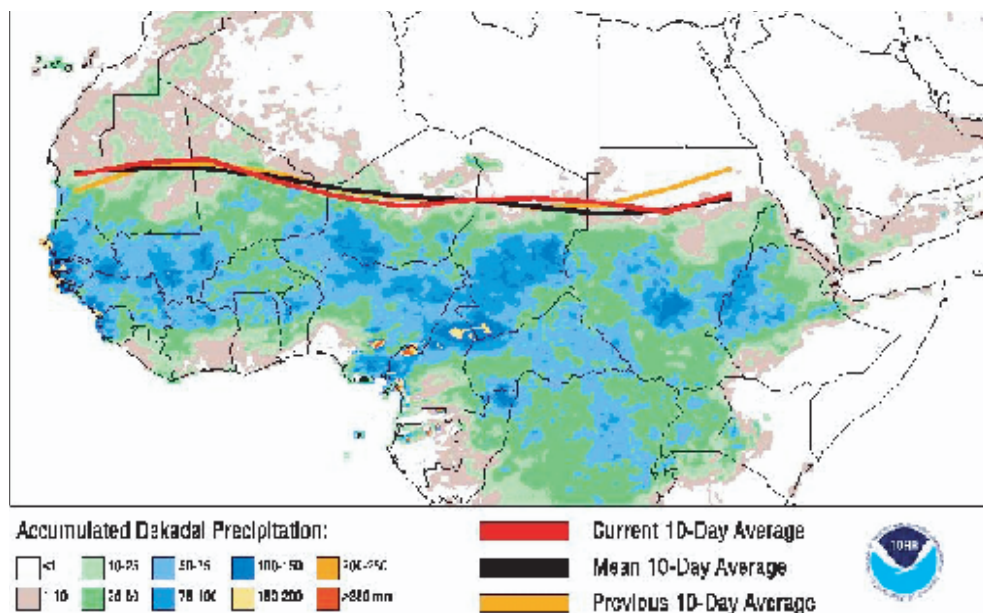 Accumulated Dekadal Precipitation:
<1 10-25 50-75 100-150 200-250
1-10 25-50 75-100 150-200 >250 mm
Current 10-Day Average
Mean 10-Day Average
Previous 10-Day Average